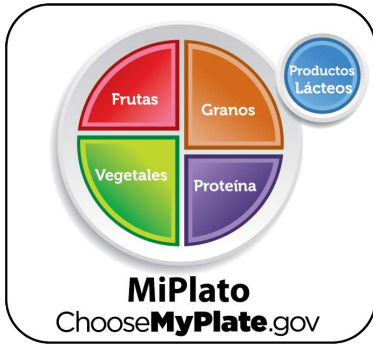 Productos
Lácteos
Frutas
Granos
Vegetales
Proteína
MiPlato
ChooseMyPlate.gov